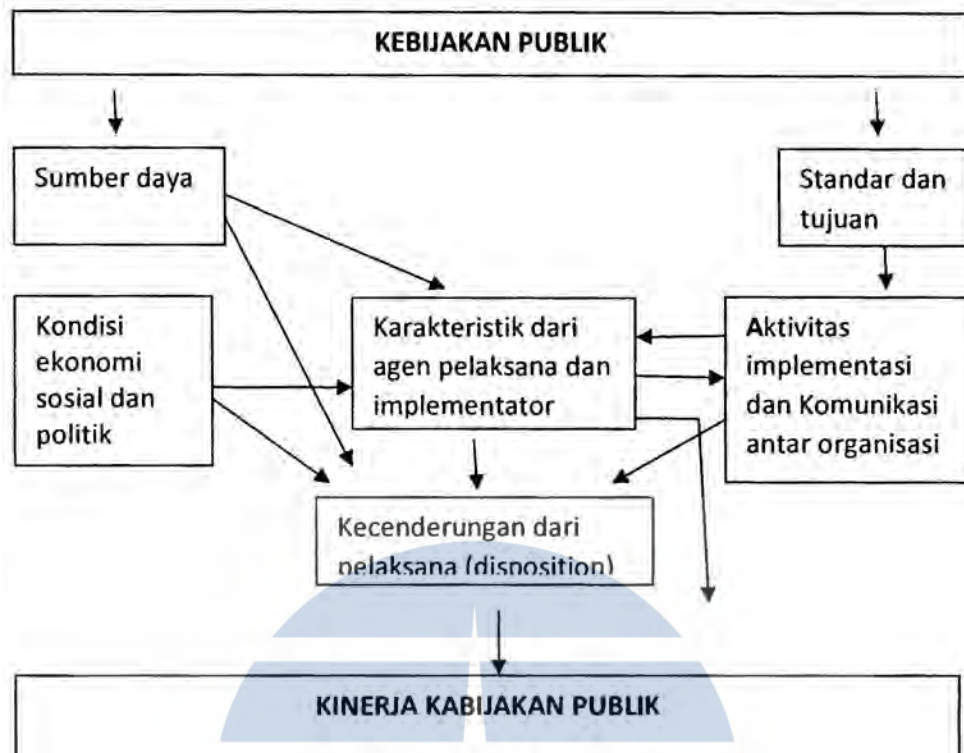 KEBIJAKAN PUBLIK
Sumber daya
Standar dan
tujuan
Kondisi
ekonomi
sosial dan
politik
Karakteristik dari
agen pelaksana dan
implementator
Aktivitas
implementasi
dan Komunikasi
antar organisasi
Kecenderungan dari
pelaksana (disposition)
KINERJA KABIJAKAN PUBLIK